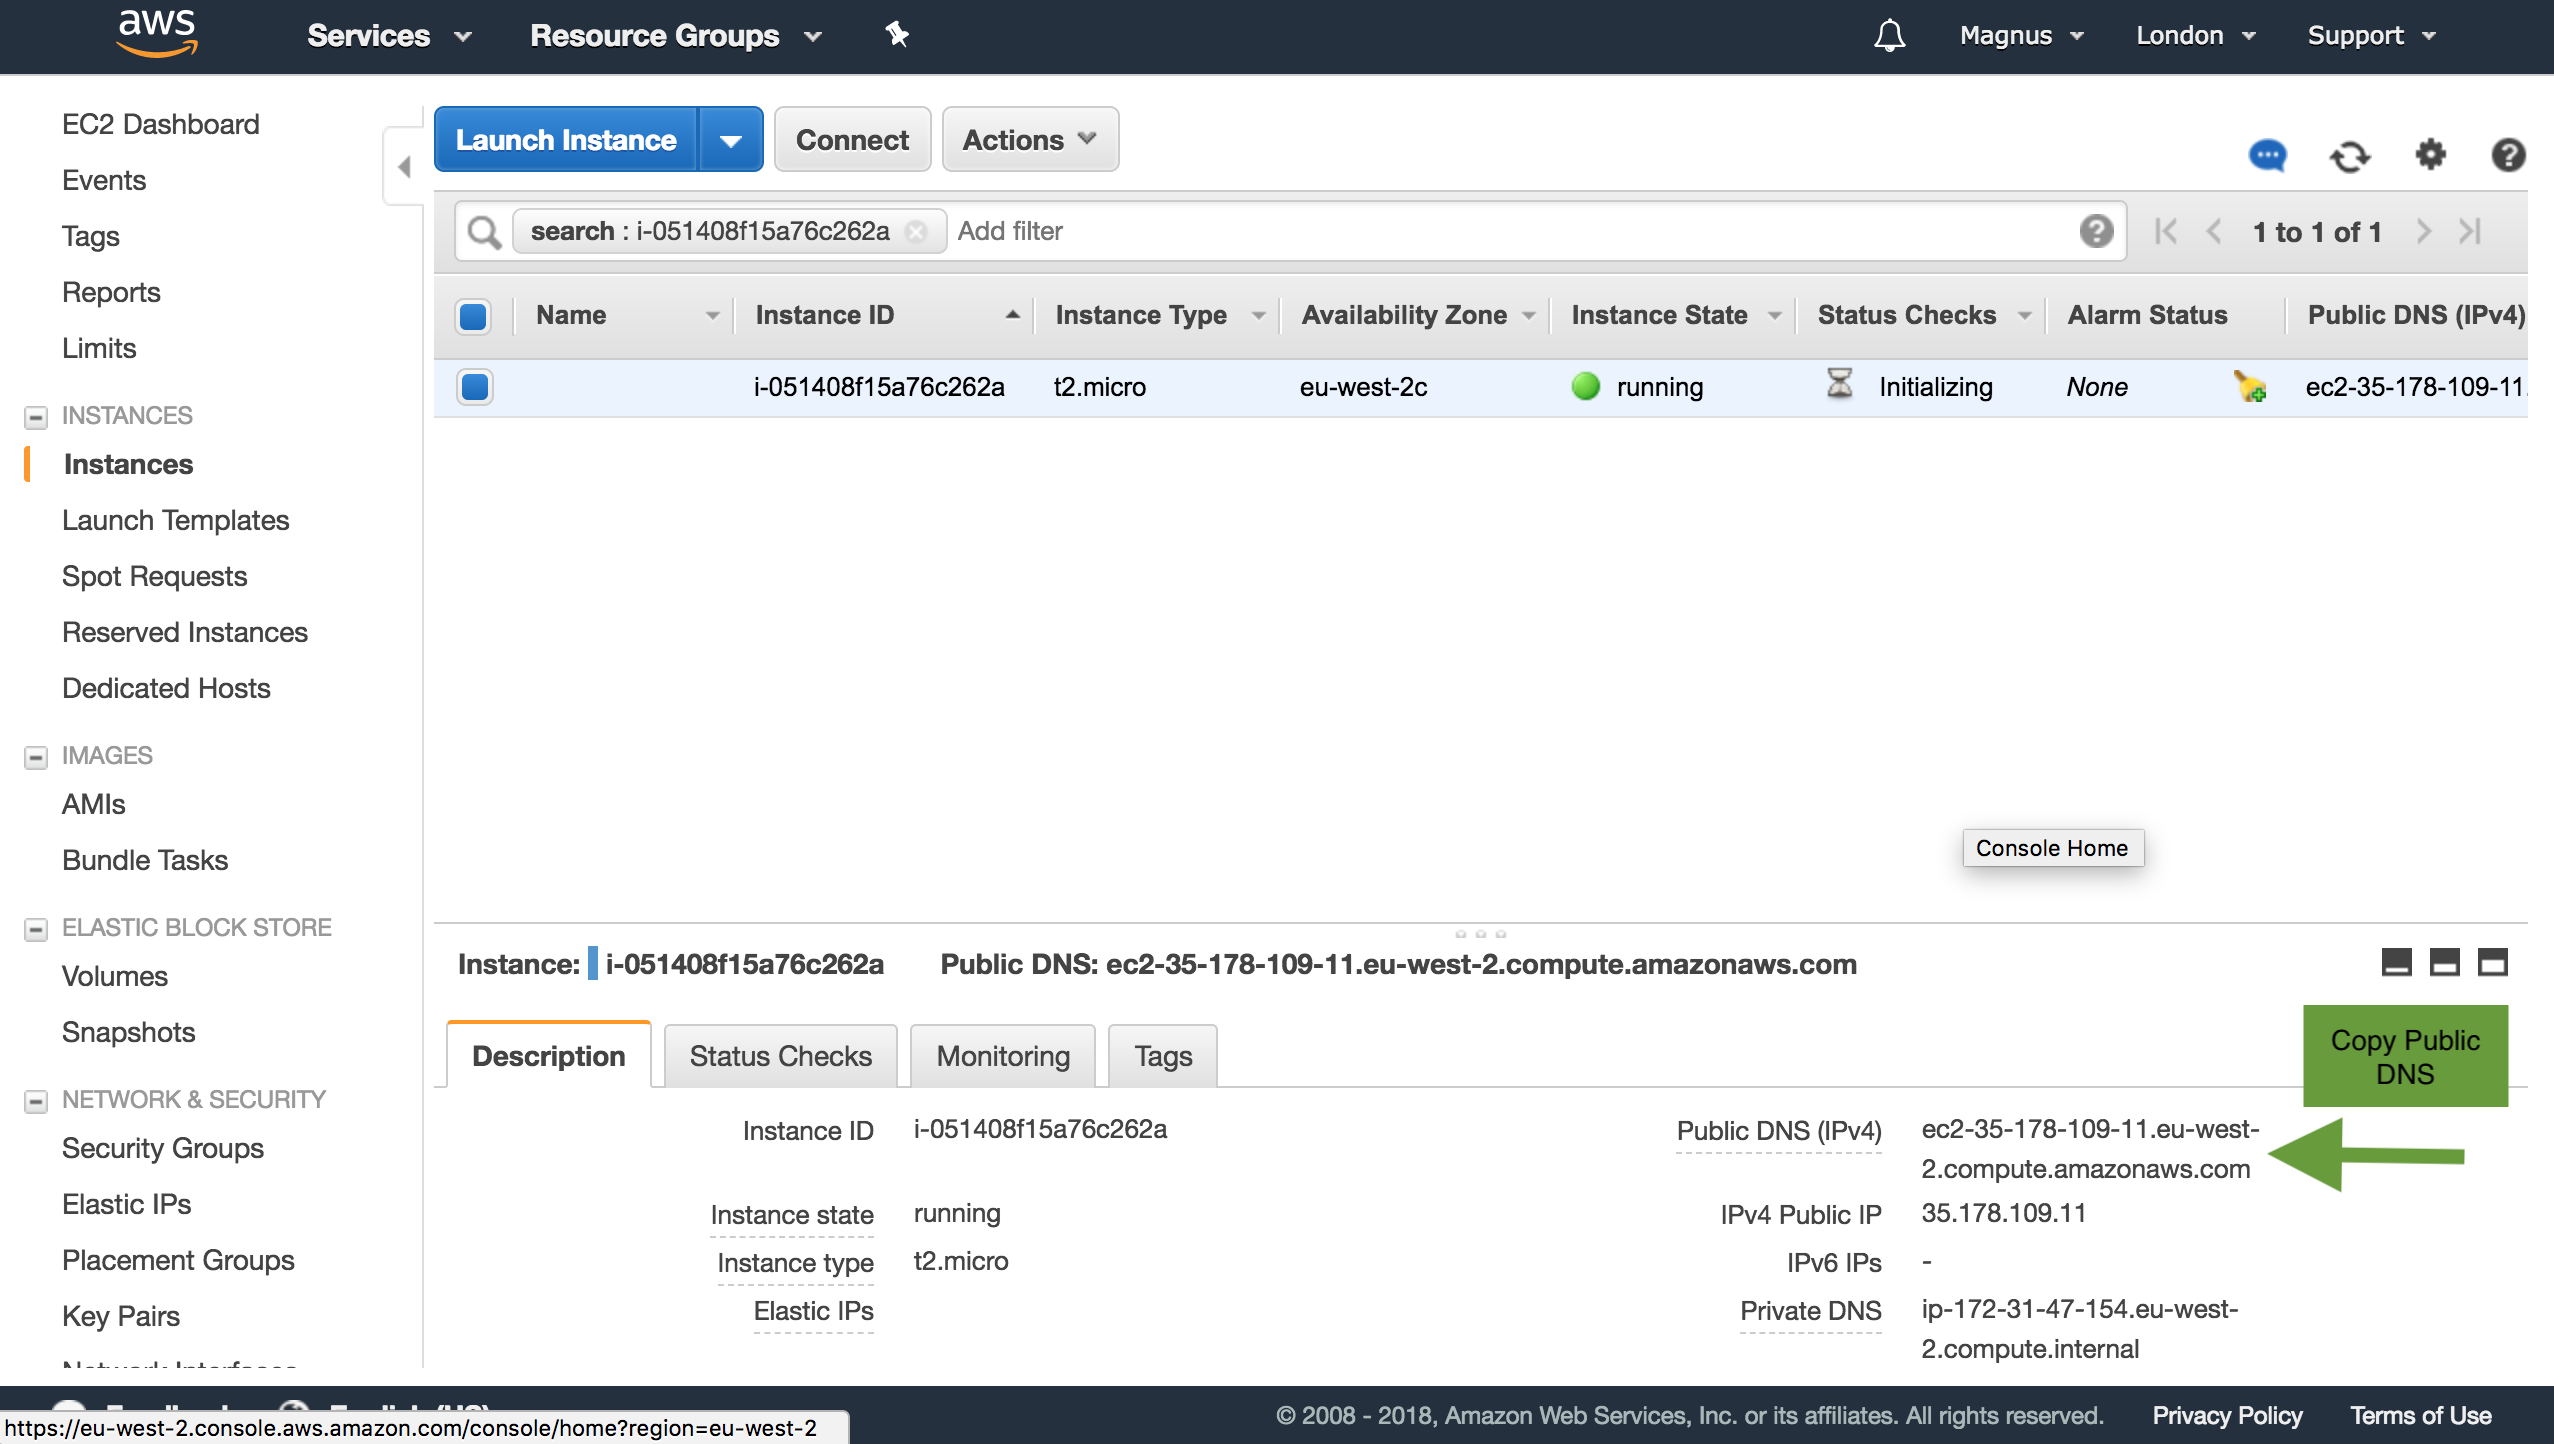 aws
Services
Resource Groups
Magnus
London
Support
EC2 Dashboard
Events
Tags
Reports
Limits
INSTANCES
Instances
Launch Templates
Spot Requests
Reserved Instances
Dedicated Hosts
IMAGES
AMIs
Bundle Tasks
ELASTIC BLOCK STORE
Volumes
Snapshots
NETWORK & SECURITY
Security Groups
Elastic IPs
Placement Groups
Key Pairs
Launch Instance
Connect
Actions
search : i-051408f15a76c262a
Add filter
1 to 1 of 1
Name Instance ID Instance Type Availability Zone Instance State Status Checks Alarm Status Public DNS (IPv4)
i-051408f15a76c262a t2.micro eu-west-2c running Initializing None ec2-35-178-109-11.
Console Home
Instance: i-051408f15a76c262a Public DNS: ec2-35-178-109-11.eu-west-2.compute.amazonaws.com
Description
Status Checks
Monitoring
Tags
Copy Public
DNS
Instance ID i-051408f15a76c262a
Instance state running
Instance type t2.micro
Elastic IPs
Public DNS (IPv4) ec2-35-178-109-11.eu-west-
2.compute.amazonaws.com
IPv4 Public IP 35.178.109.11
IPv6 IPs -
Private DNS ip-172-31-47-154.eu-west-
2.compute.internal
https://eu-west-2.console.aws.amazon.com/console/home?region=eu-west-2
© 2008 - 2018, Amazon Web Services, Inc. or its affiliates. All rights reserved.
Privacy Policy
Terms of Use